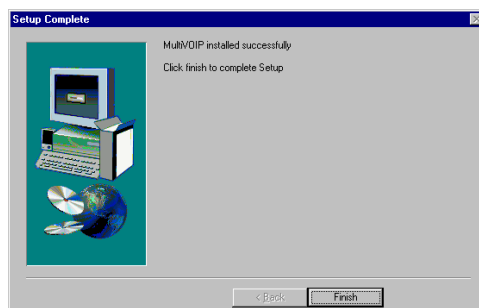 Setup Complete
MultiVOIP installed successfully
Click finish to complete Setup
< Back
Finish